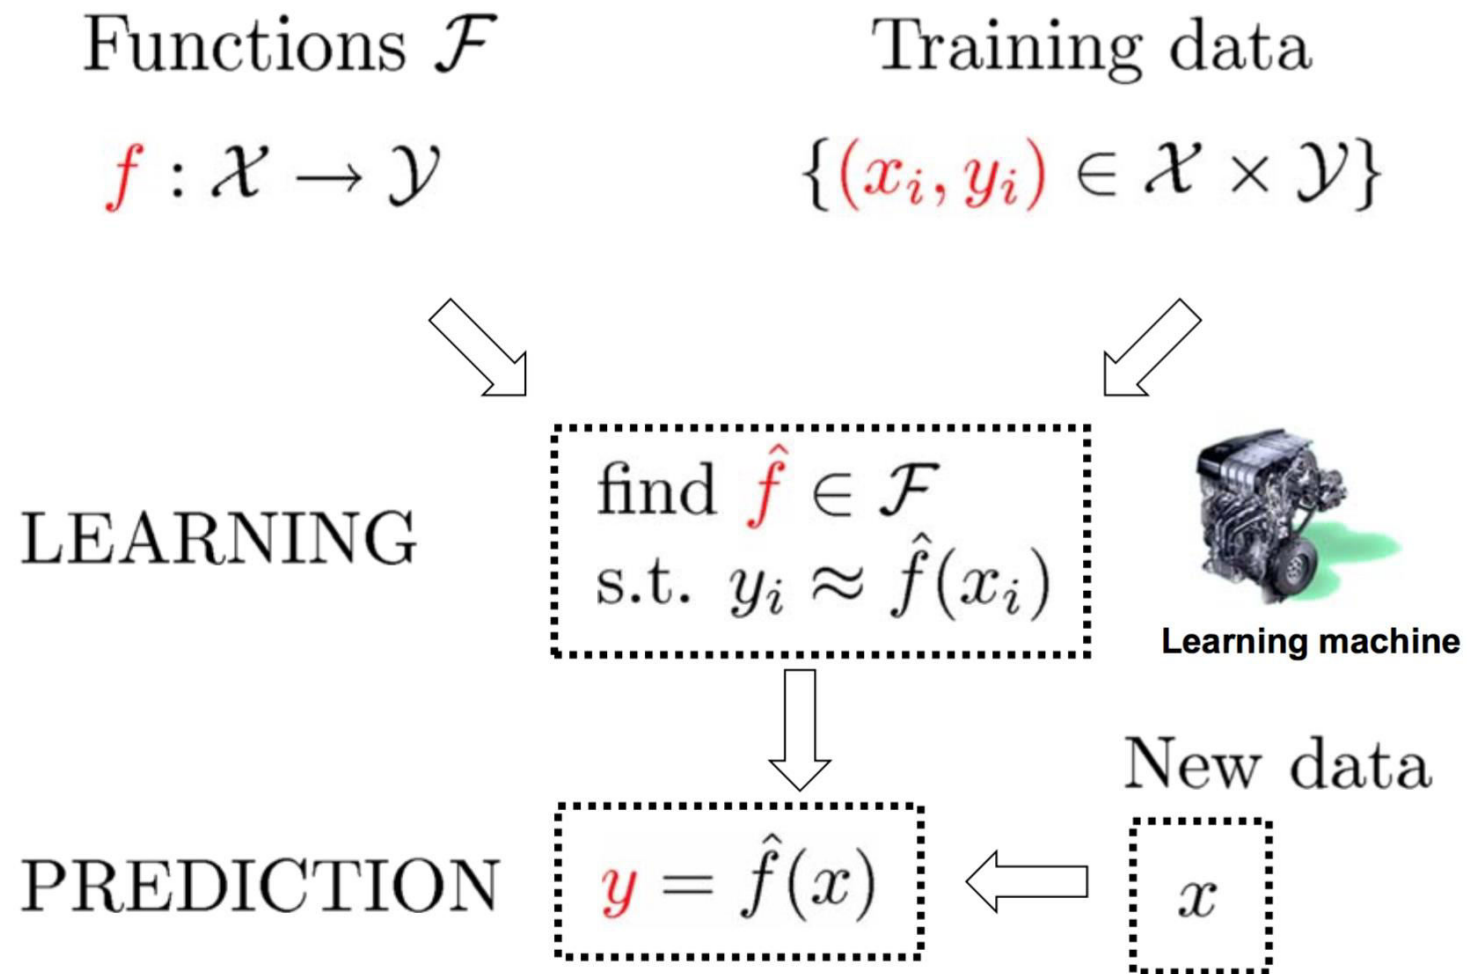 Functions ℱ
f : 𝒳 → 𝒴
Training data
{(xᵢ, yᵢ) ∈ 𝒳 × 𝒴}
LEARNING
find f̂ ∈ ℱ
s.t. yᵢ ≈ f̂(xᵢ)
Learning machine
New data
PREDICTION
y = f̂(x)
x